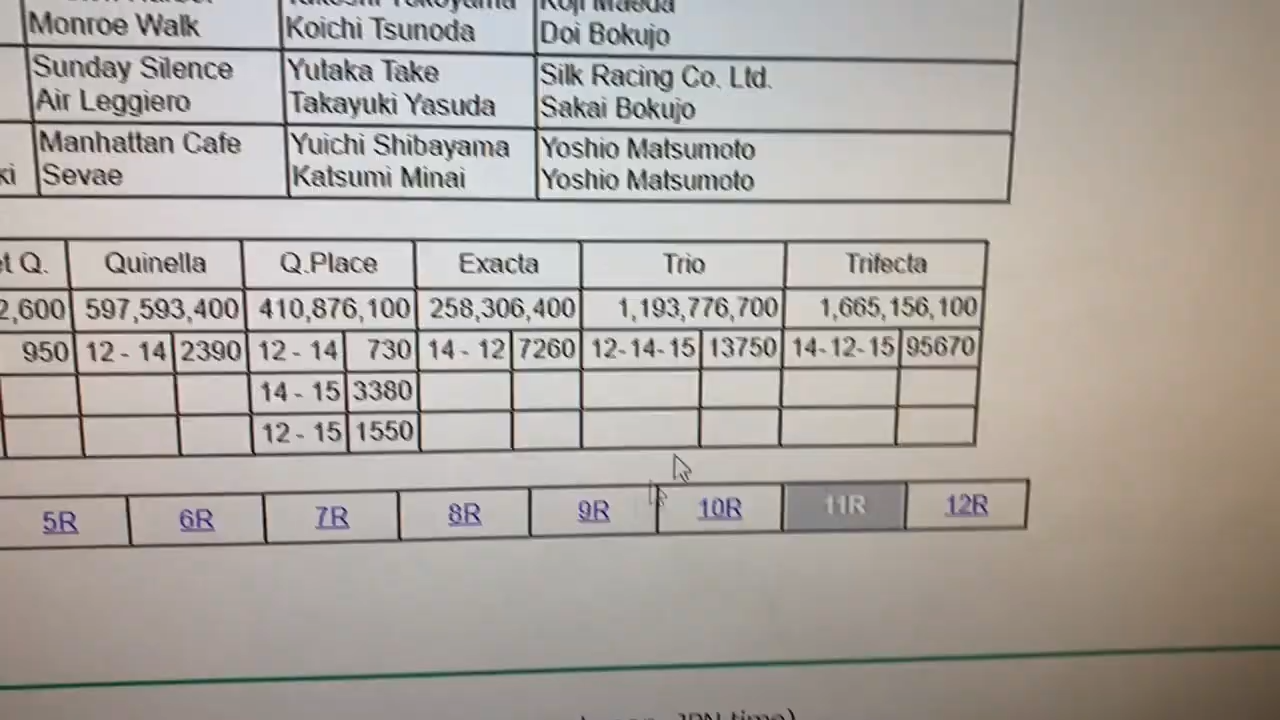 Monroe Walk Koichi Tsunoda Doi Bokujo
Sunday Silence Yutaka Take Silk Racing Co. Ltd.
Air Leggiero Takayuki Yasuda Sakai Bokujo
Manhattan Cafe Yuichi Shibayama Yoshio Matsumoto
ki Sevae Katsumi Minai Yoshio Matsumoto
t Q. Quinella Q.Place Exacta Trio Trifecta
2,600 597,593,400 410,876,100 258,306,400 1,193,776,700 1,665,156,100
950 12 - 14 2390 12 - 14 730 14 - 12 7260 12-14-15 13750 14-12-15 95670
14 - 15 3380
12 - 15 1550
5R 6R 7R 8R 9R 10R 11R 12R